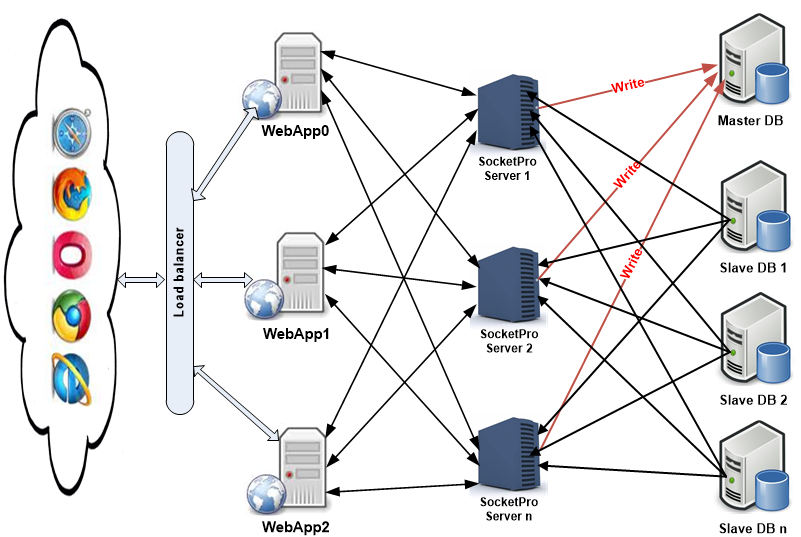 WebApp0
WebApp1
WebApp2
Load balancer
SocketPro
Server 1
SocketPro
Server 2
SocketPro
Server n
Write
Write
Write
Master DB
Slave DB 1
Slave DB 2
Slave DB n